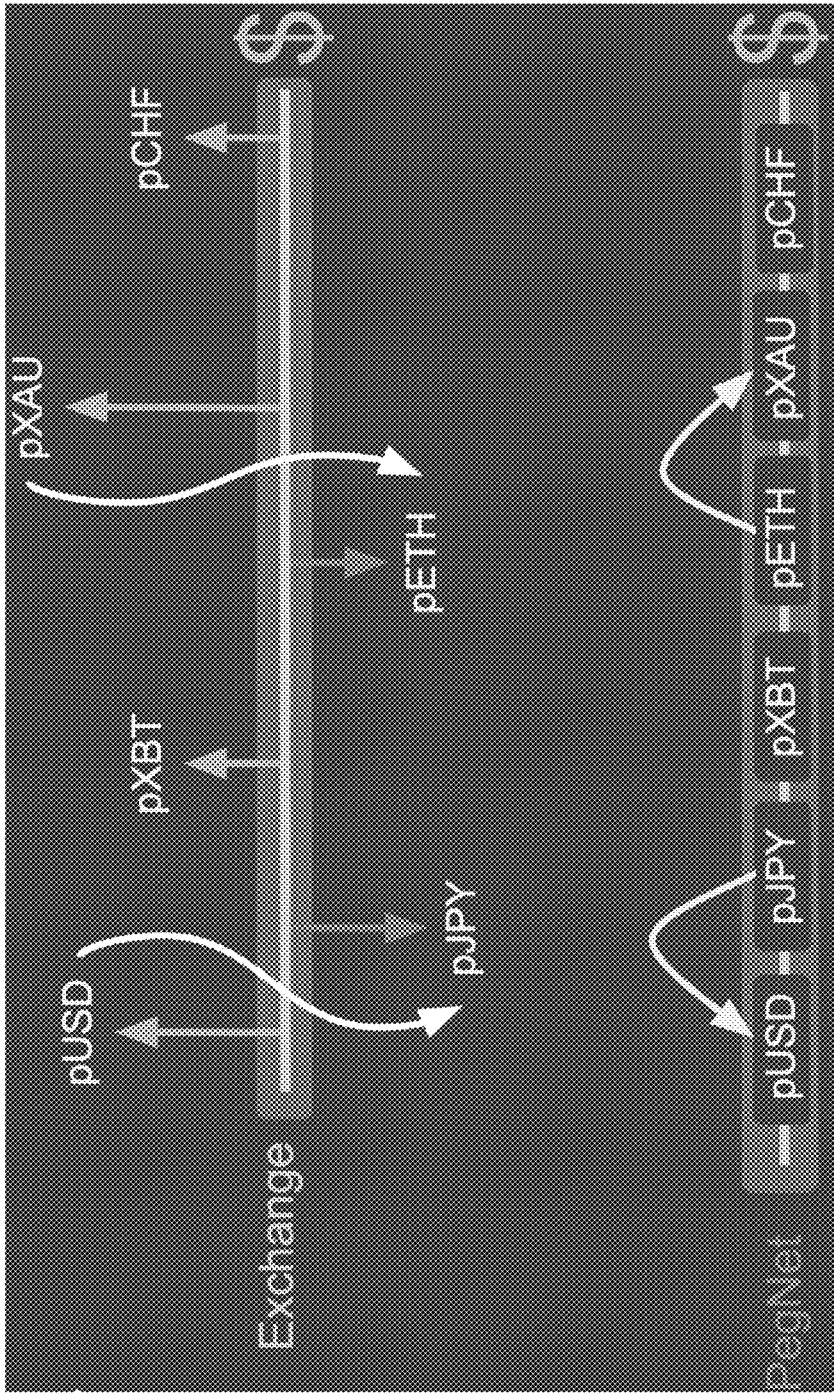 pXAU
pUSD
pXBT pCHF
Exchange $
pETH
pJPY
PegNet pUSD pJPY pXBT pETH pXAU pCHF $